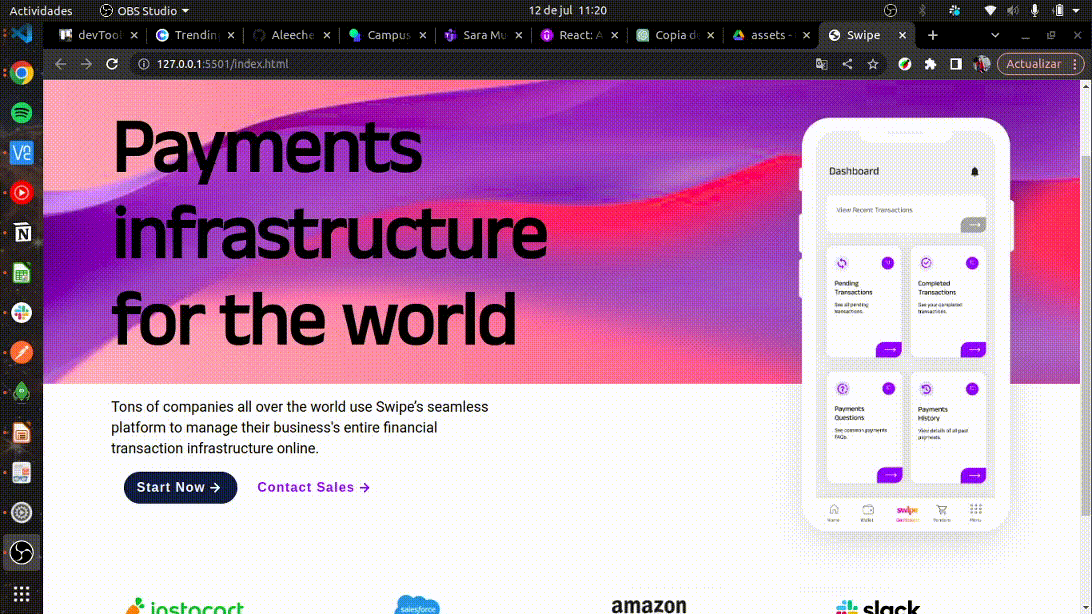 Actividades
OBS Studio
12 de jul 11:20
devTool
Trending
Aleeche
Campus
Sara Mu
React: A
Copia d
assets -
Swipe
127.0.0.1:5501/index.html
Actualizar
Payments
infrastructure
for the world
Tons of companies all over the world use Swipe’s seamless
platform to manage their business's entire financial
transaction infrastructure online.
Start Now →
Contact Sales →
Dashboard
View Recent Transactions
Pending
Transactions
See all pending
transactions.
Completed
Transactions
See your completed
transactions.
Payments
Questions
See common payments
FAQs.
Payments
History
View details of all past
payments.
Home
Wallet
swipe
Dashboard
Menu
instacart
salesforce
amazon
slack